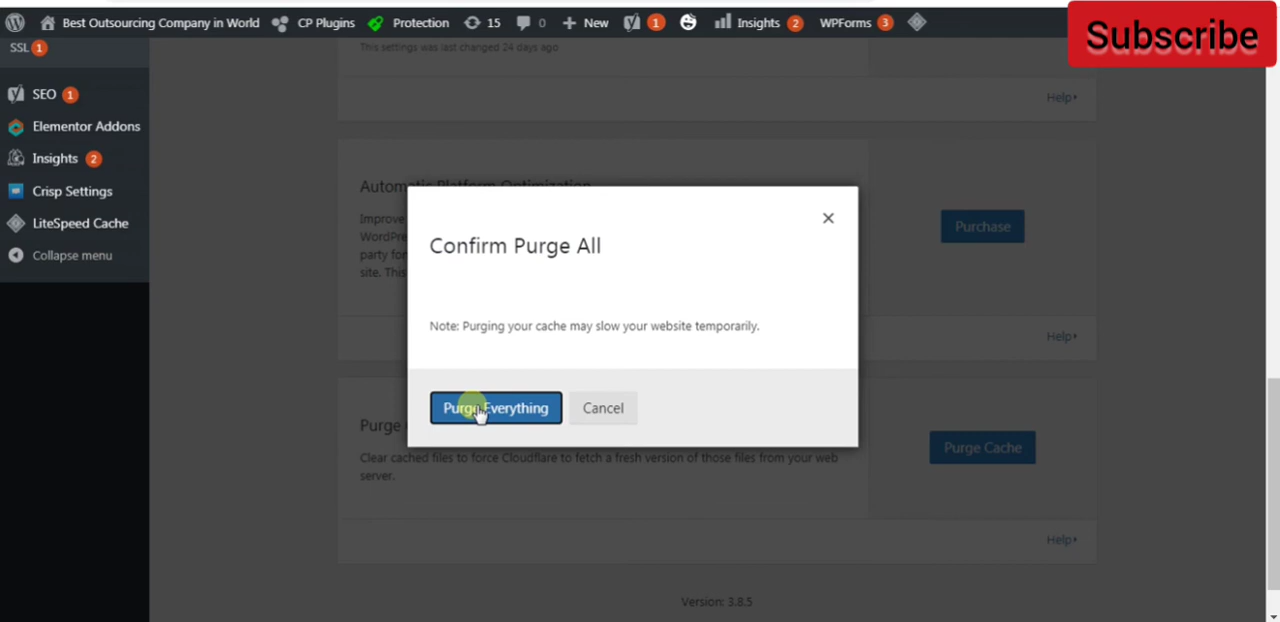 Best Outsourcing Company in World CP Plugins Protection 15 0 New 1 Insights 2 WPForms 3
Subscribe
SSL 1
This settings was last changed 24 days ago
SEO 1
Help
Elementor Addons
Insights 2
Automatic Platform Optimization
Crisp Settings
Improve
Purchase
LiteSpeed Cache
WordPre
Confirm Purge All
Collapse menu
party for
site. This
Note: Purging your cache may slow your website temporarily.
Help
Purge Everything Cancel
Purge
Purge Cache
Clear cached files to force Cloudflare to fetch a fresh version of those files from your web
server.
Help
Version: 3.8.5